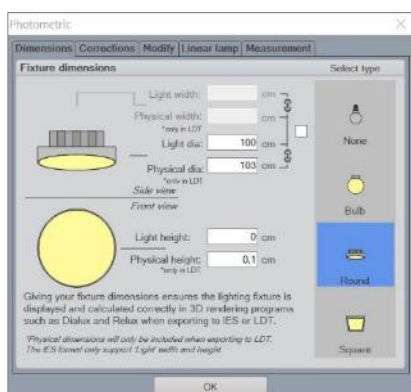 Photometric
Dimensions Corrections Modify Linear lamp Measurement
Fixture dimensions
Select type
Light width: cm
Physical width: cm
*only in LDT
Light dia: 100 cm
Physical dia: 103 cm
*only in LDT
Side view
Front view
Light height: 0 cm
Physical height: 0,1 cm
*only in LDT
None
Bulb
Round
Square
Giving your fixture dimensions ensures the lighting fixture is
displayed and calculated correctly in 3D rendering programs
such as Dialux and Relux when exporting to IES or LDT.
*Physical dimensions will only be included when exporting to LDT.
The IES format only support 'Light' width and height.
OK